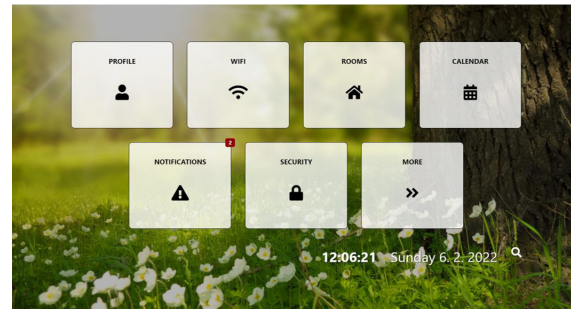 PROFILE WIFI ROOMS CALENDAR
2
NOTIFICATIONS SECURITY MORE
12:06:21 Sunday 6. 2. 2022